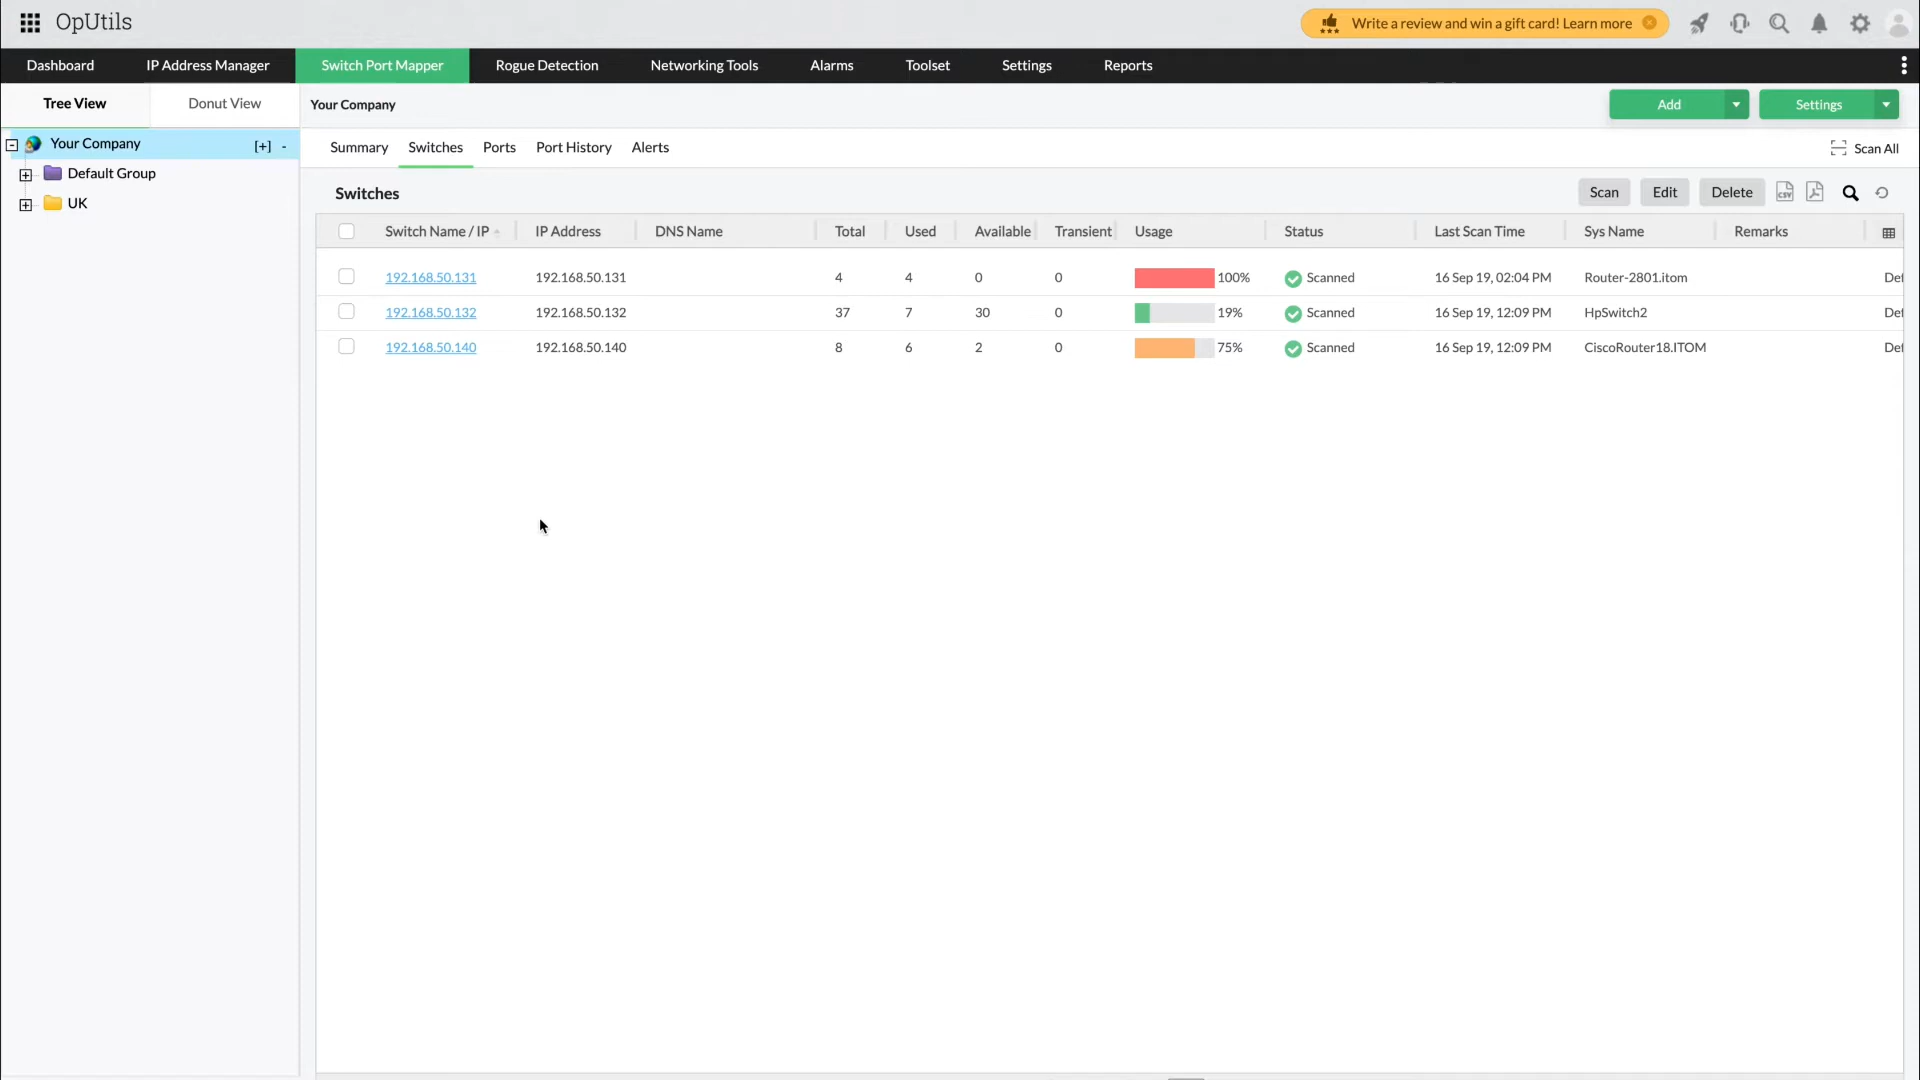 OpUtils
Write a review and win a gift card! Learn more
Dashboard IP Address Manager Switch Port Mapper Rogue Detection Networking Tools Alarms Toolset Settings Reports
Tree View Donut View Your Company Add Settings
Your Company [+] -
Summary Switches Ports Port History Alerts Scan All
Default Group
UK
Switches Scan Edit Delete CSV
Switch Name / IP IP Address DNS Name Total Used Available Transient Usage Status Last Scan Time Sys Name Remarks
192.168.50.131 192.168.50.131 4 4 0 0 100% Scanned 16 Sep 19, 02:04 PM Router-2801.itom Def
192.168.50.132 192.168.50.132 37 7 30 0 19% Scanned 16 Sep 19, 12:09 PM HpSwitch2 Def
192.168.50.140 192.168.50.140 8 6 2 0 75% Scanned 16 Sep 19, 12:09 PM CiscoRouter18.ITOM Def